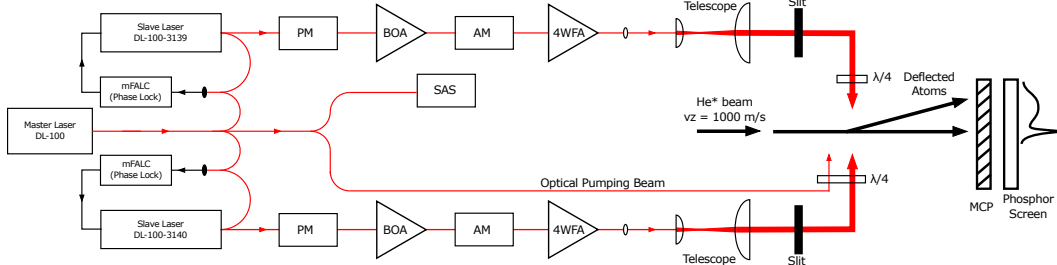 Slave Laser
DL-100-3139
PM
BOA
AM
4WFA
Telescope
Slit
mFALC
(Phase Lock)
SAS
λ/4
Deflected
Atoms
He* beam
vz = 1000 m/s
Master Laser
DL-100
mFALC
(Phase Lock)
Optical Pumping Beam
λ/4
MCP
Phosphor
Screen
Slave Laser
DL-100-3140
PM
BOA
AM
4WFA
Telescope
Slit